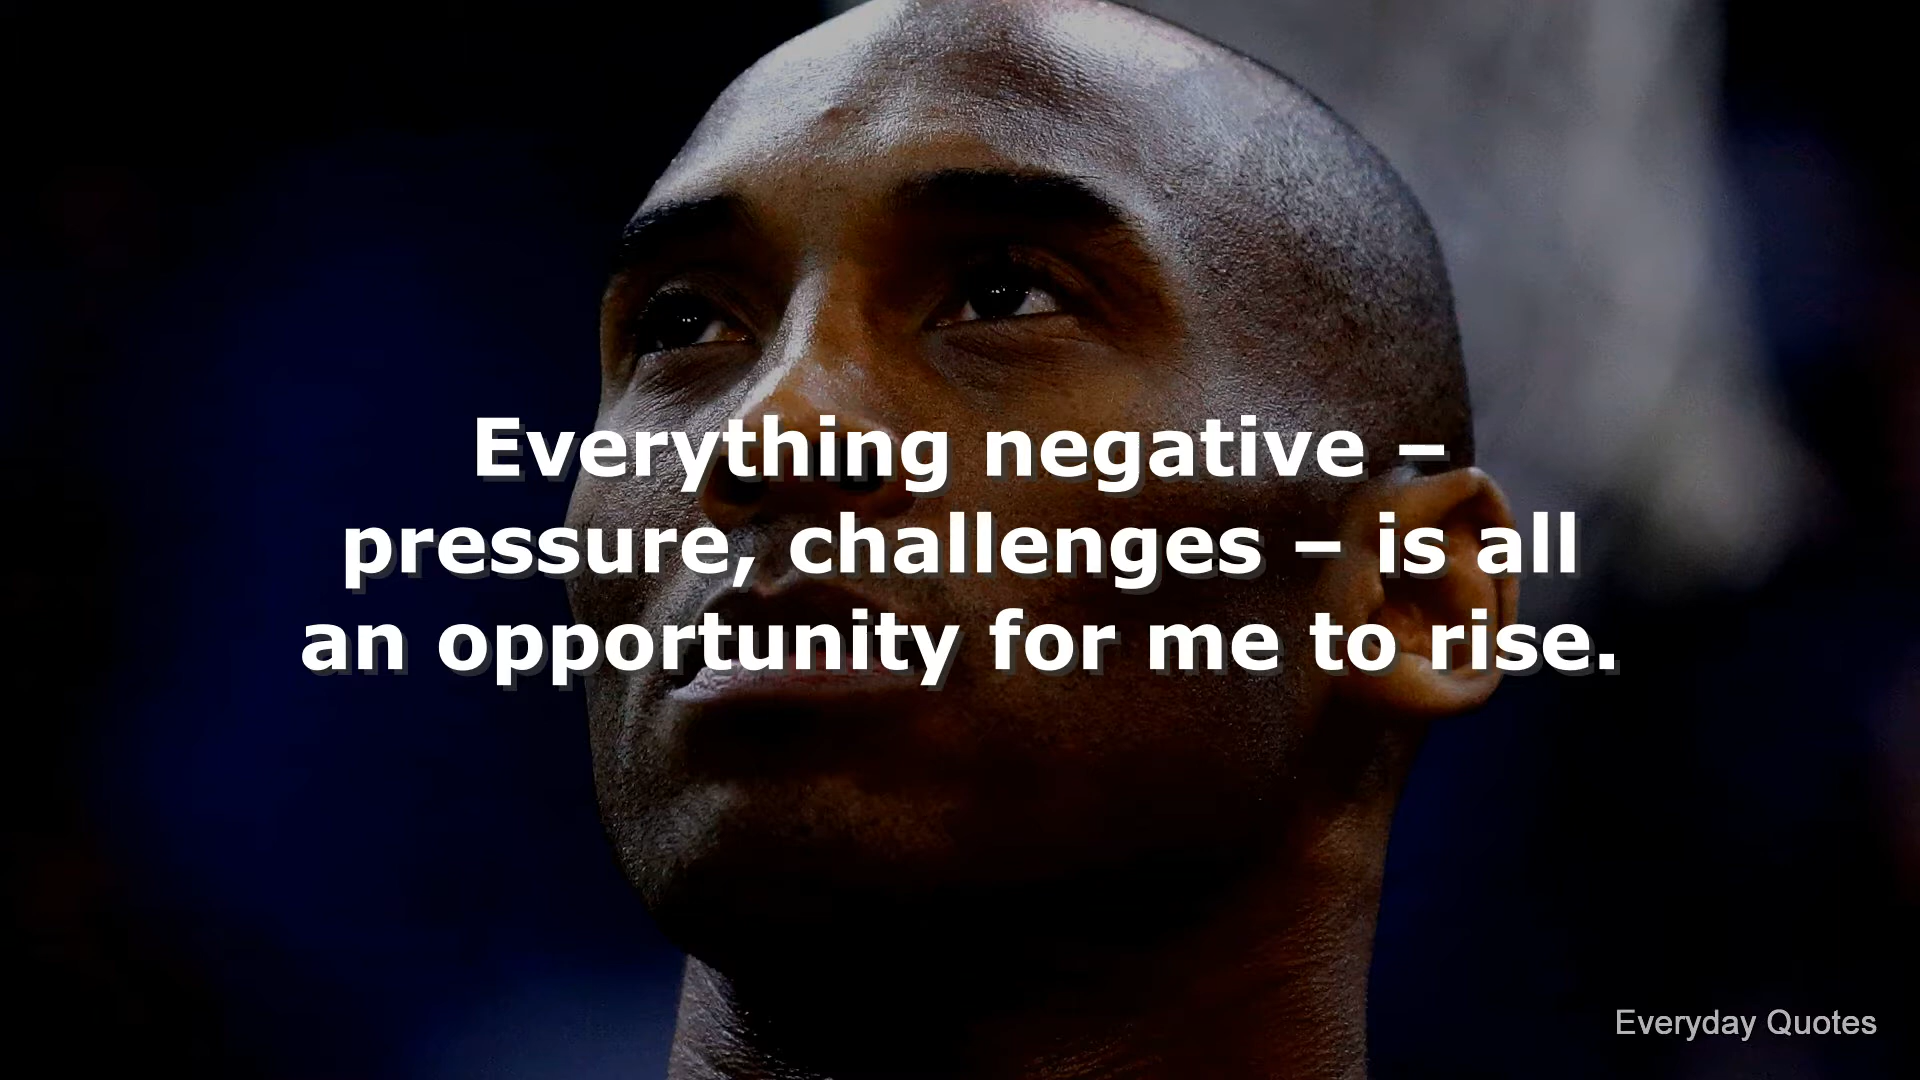 Everything negative –
pressure, challenges – is all
an opportunity for me to rise.
Everyday Quotes